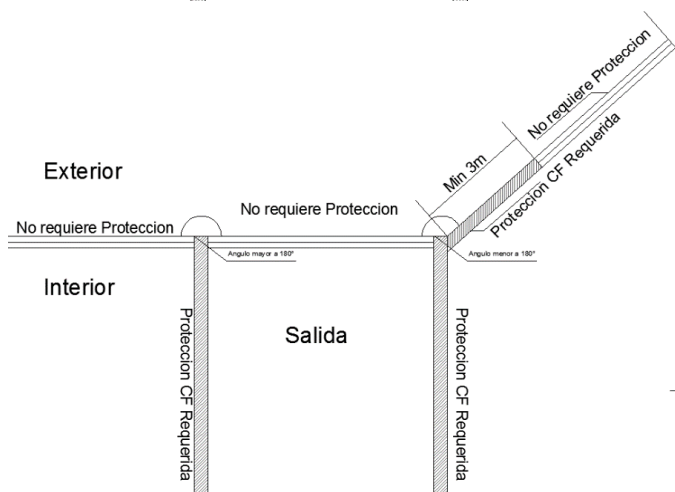 No requiere Proteccion
Min 3m
Proteccion CF Requerida
Exterior
No requiere Proteccion
No requiere Proteccion
Angulo mayor a 180°
Angulo menor a 180°
Interior
Salida
Proteccion CF Requerida
Proteccion CF Requerida